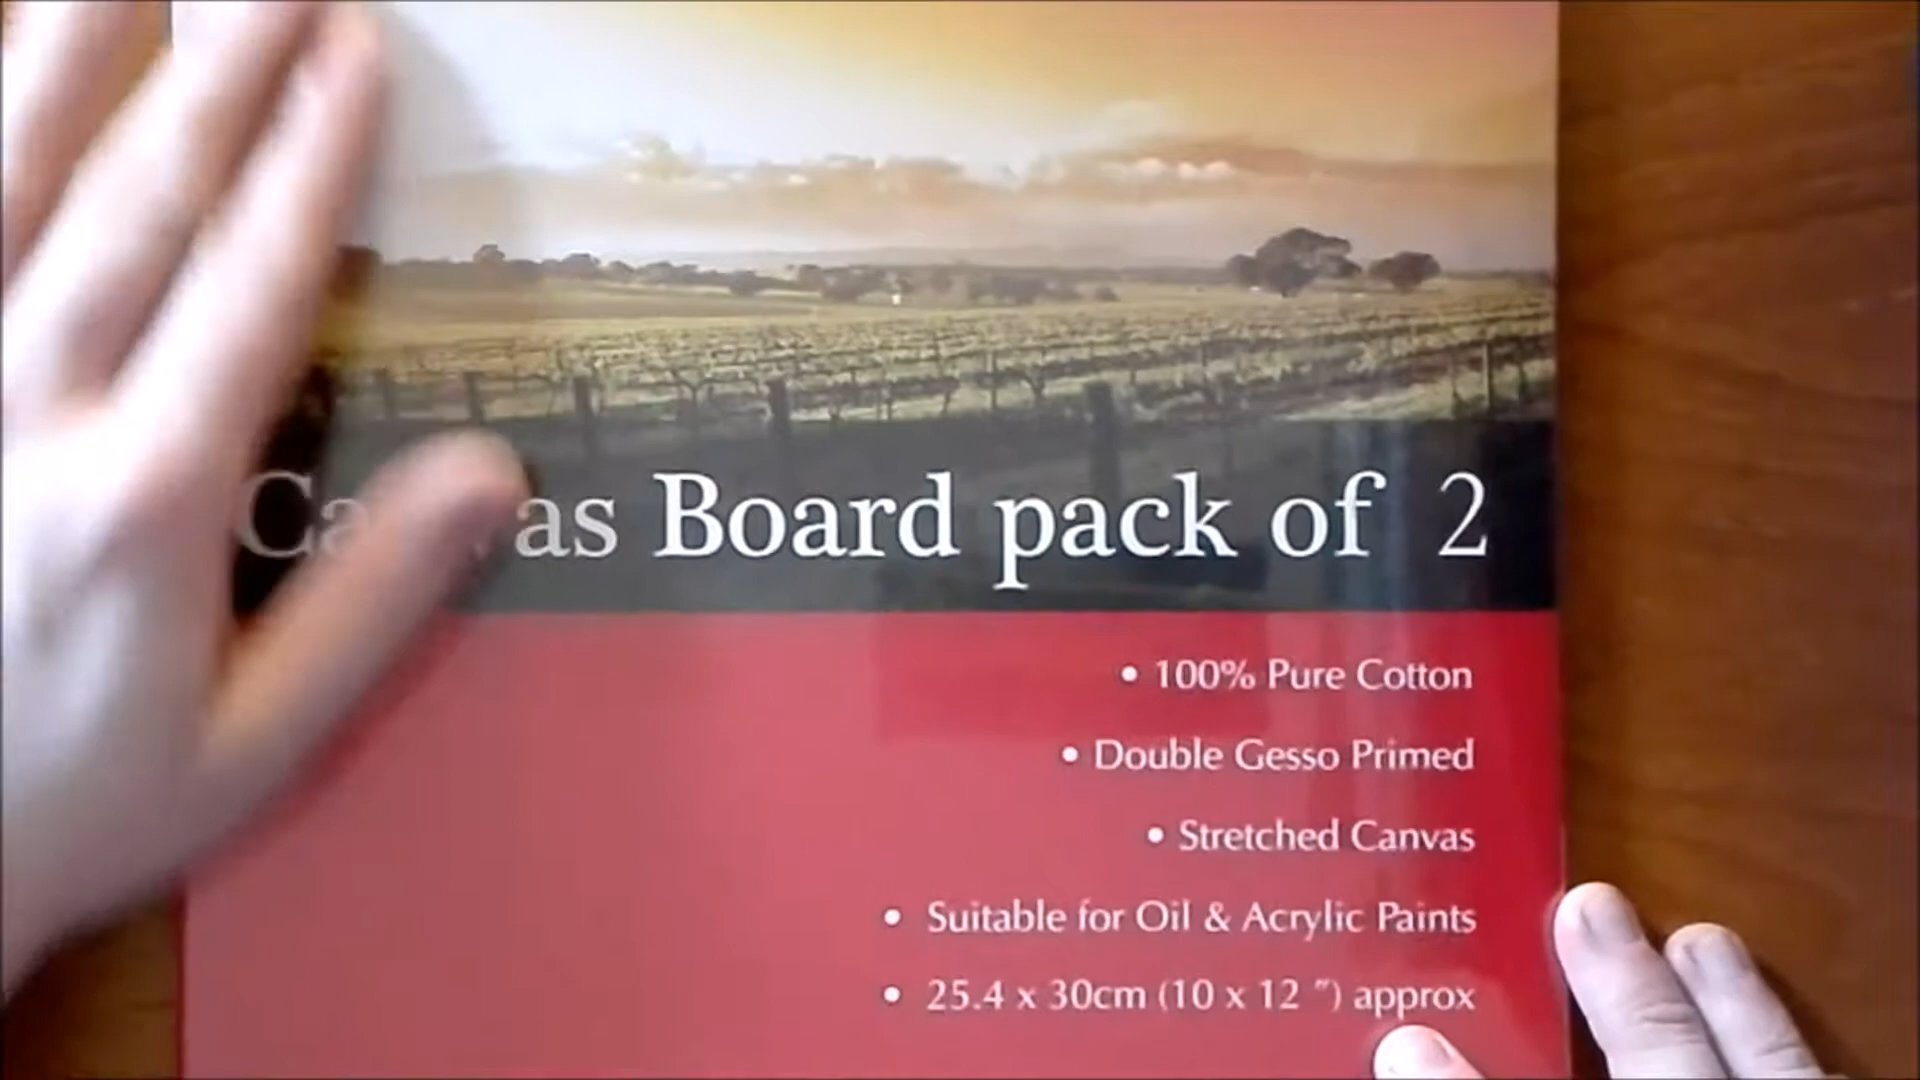 Canvas Board pack of 2
• 100% Pure Cotton
• Double Gesso Primed
• Stretched Canvas
• Suitable for Oil & Acrylic Paints
• 25.4 x 30cm (10 x 12 ″) approx